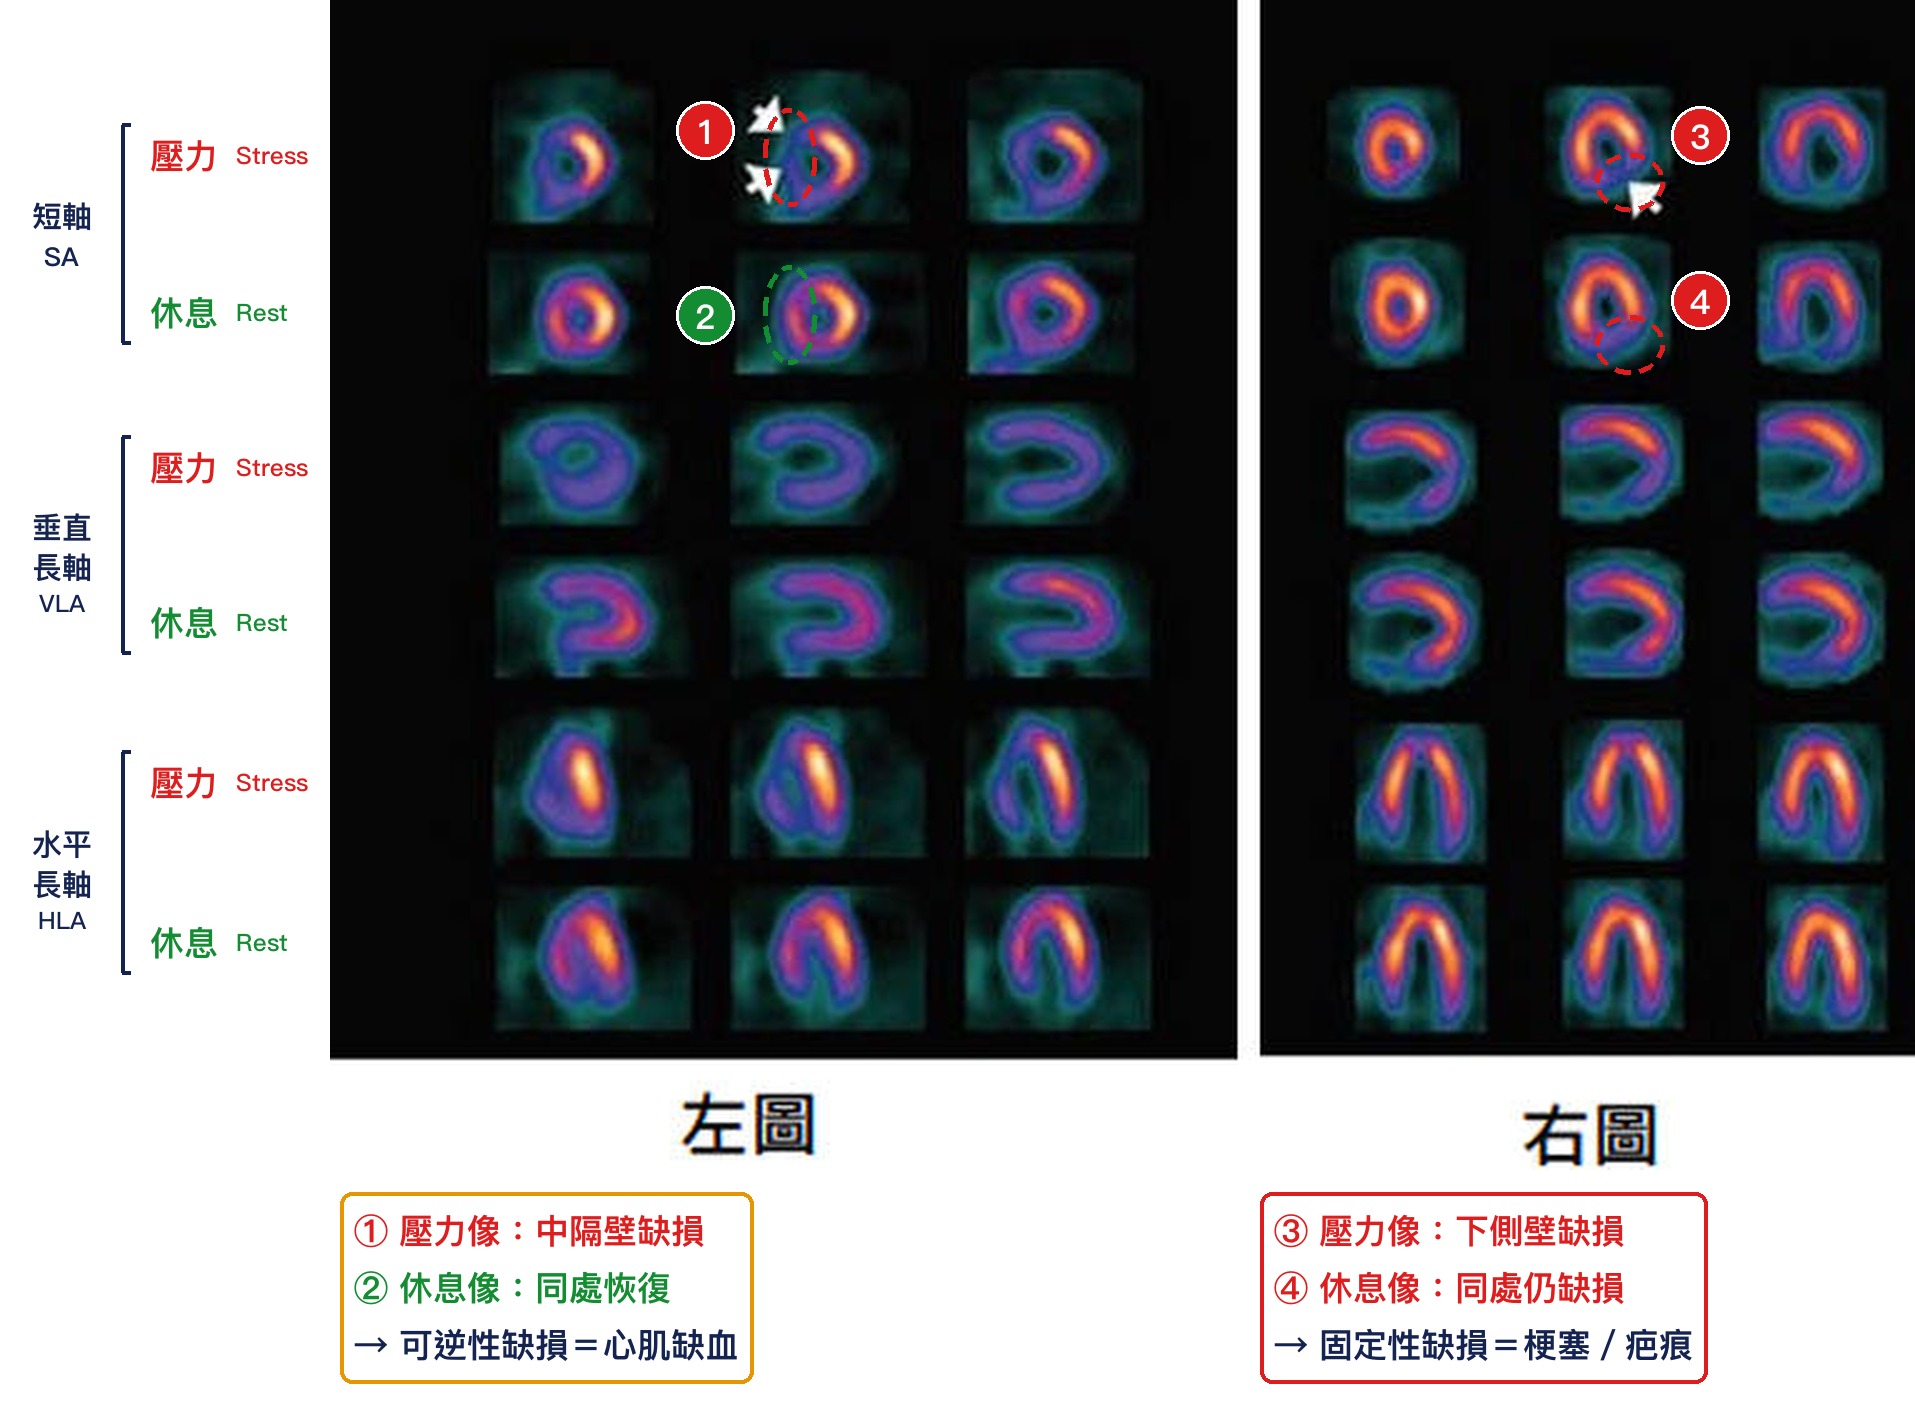 短軸
SA
壓力 Stress
休息 Rest
垂直
長軸
VLA
壓力 Stress
休息 Rest
水平
長軸
HLA
壓力 Stress
休息 Rest
1
2
3
4
左圖
右圖
① 壓力像：中隔壁缺損
② 休息像：同處恢復
→ 可逆性缺損＝心肌缺血
③ 壓力像：下側壁缺損
④ 休息像：同處仍缺損
→ 固定性缺損＝梗塞 / 疤痕